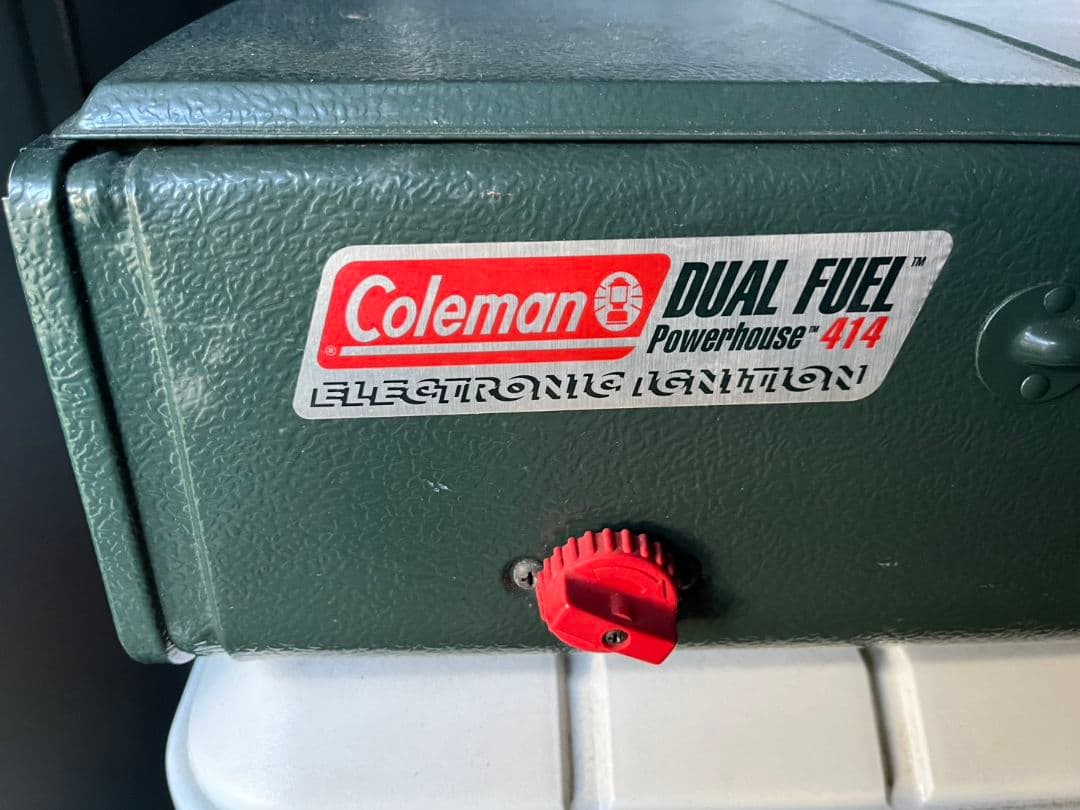 Coleman ®
DUAL FUEL™
Powerhouse™ 414
ELECTRONIC IGNITION